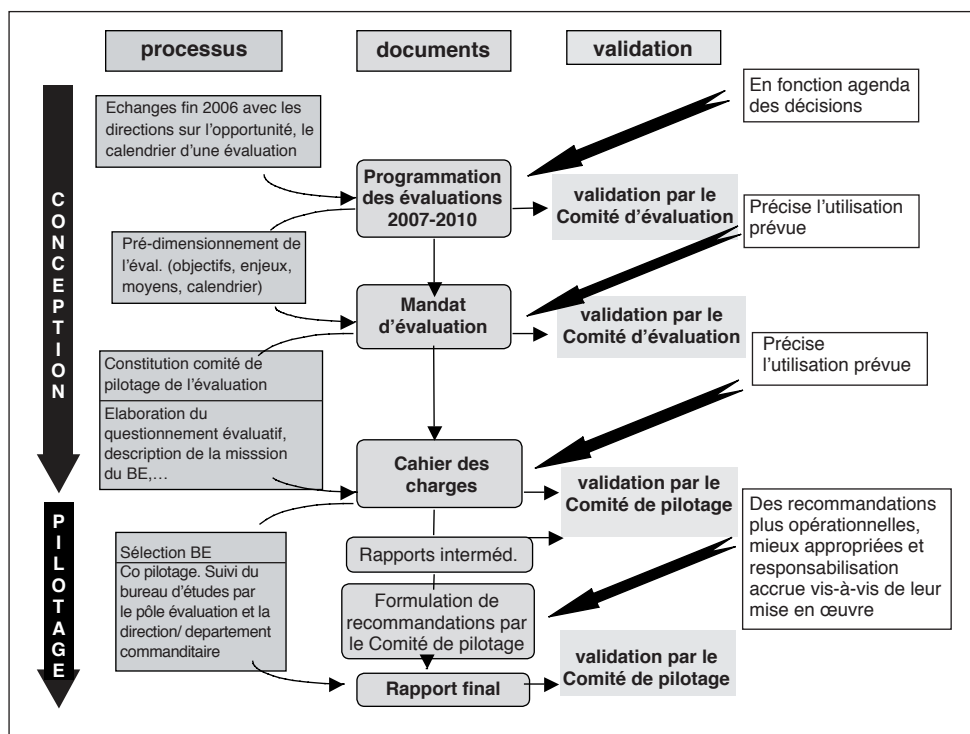 processus
documents
validation
En fonction agenda
des décisions
Echanges fin 2006 avec les
directions sur l'opportunité, le
calendrier d'une évaluation
Programmation
des évaluations
2007-2010
validation par le
Comité d'évaluation
Précise l'utilisation
prévue
CONCEPTION
Pré-dimensionnement de
l'éval. (objectifs, enjeux,
moyens, calendrier)
Mandat
d'évaluation
validation par le
Comité d'évaluation
Précise
l'utilisation prévue
Constitution comité de
pilotage de l'évaluation
Elaboration du
questionnement évaluatif,
description de la misssion
du BE,...
Cahier des
charges
validation par le
Comité de pilotage
Des recommandations
plus opérationnelles,
mieux appropriées et
responsabilisation
accrue vis-à-vis de leur
mise en œuvre
PILOTAGE
Sélection BE
Co pilotage. Suivi du
bureau d'études par
le pôle évaluation et la
direction/ departement
commanditaire
Rapports interméd.
Formulation de
recommandations par
le Comité de pilotage
validation par le
Comité de pilotage
Rapport final